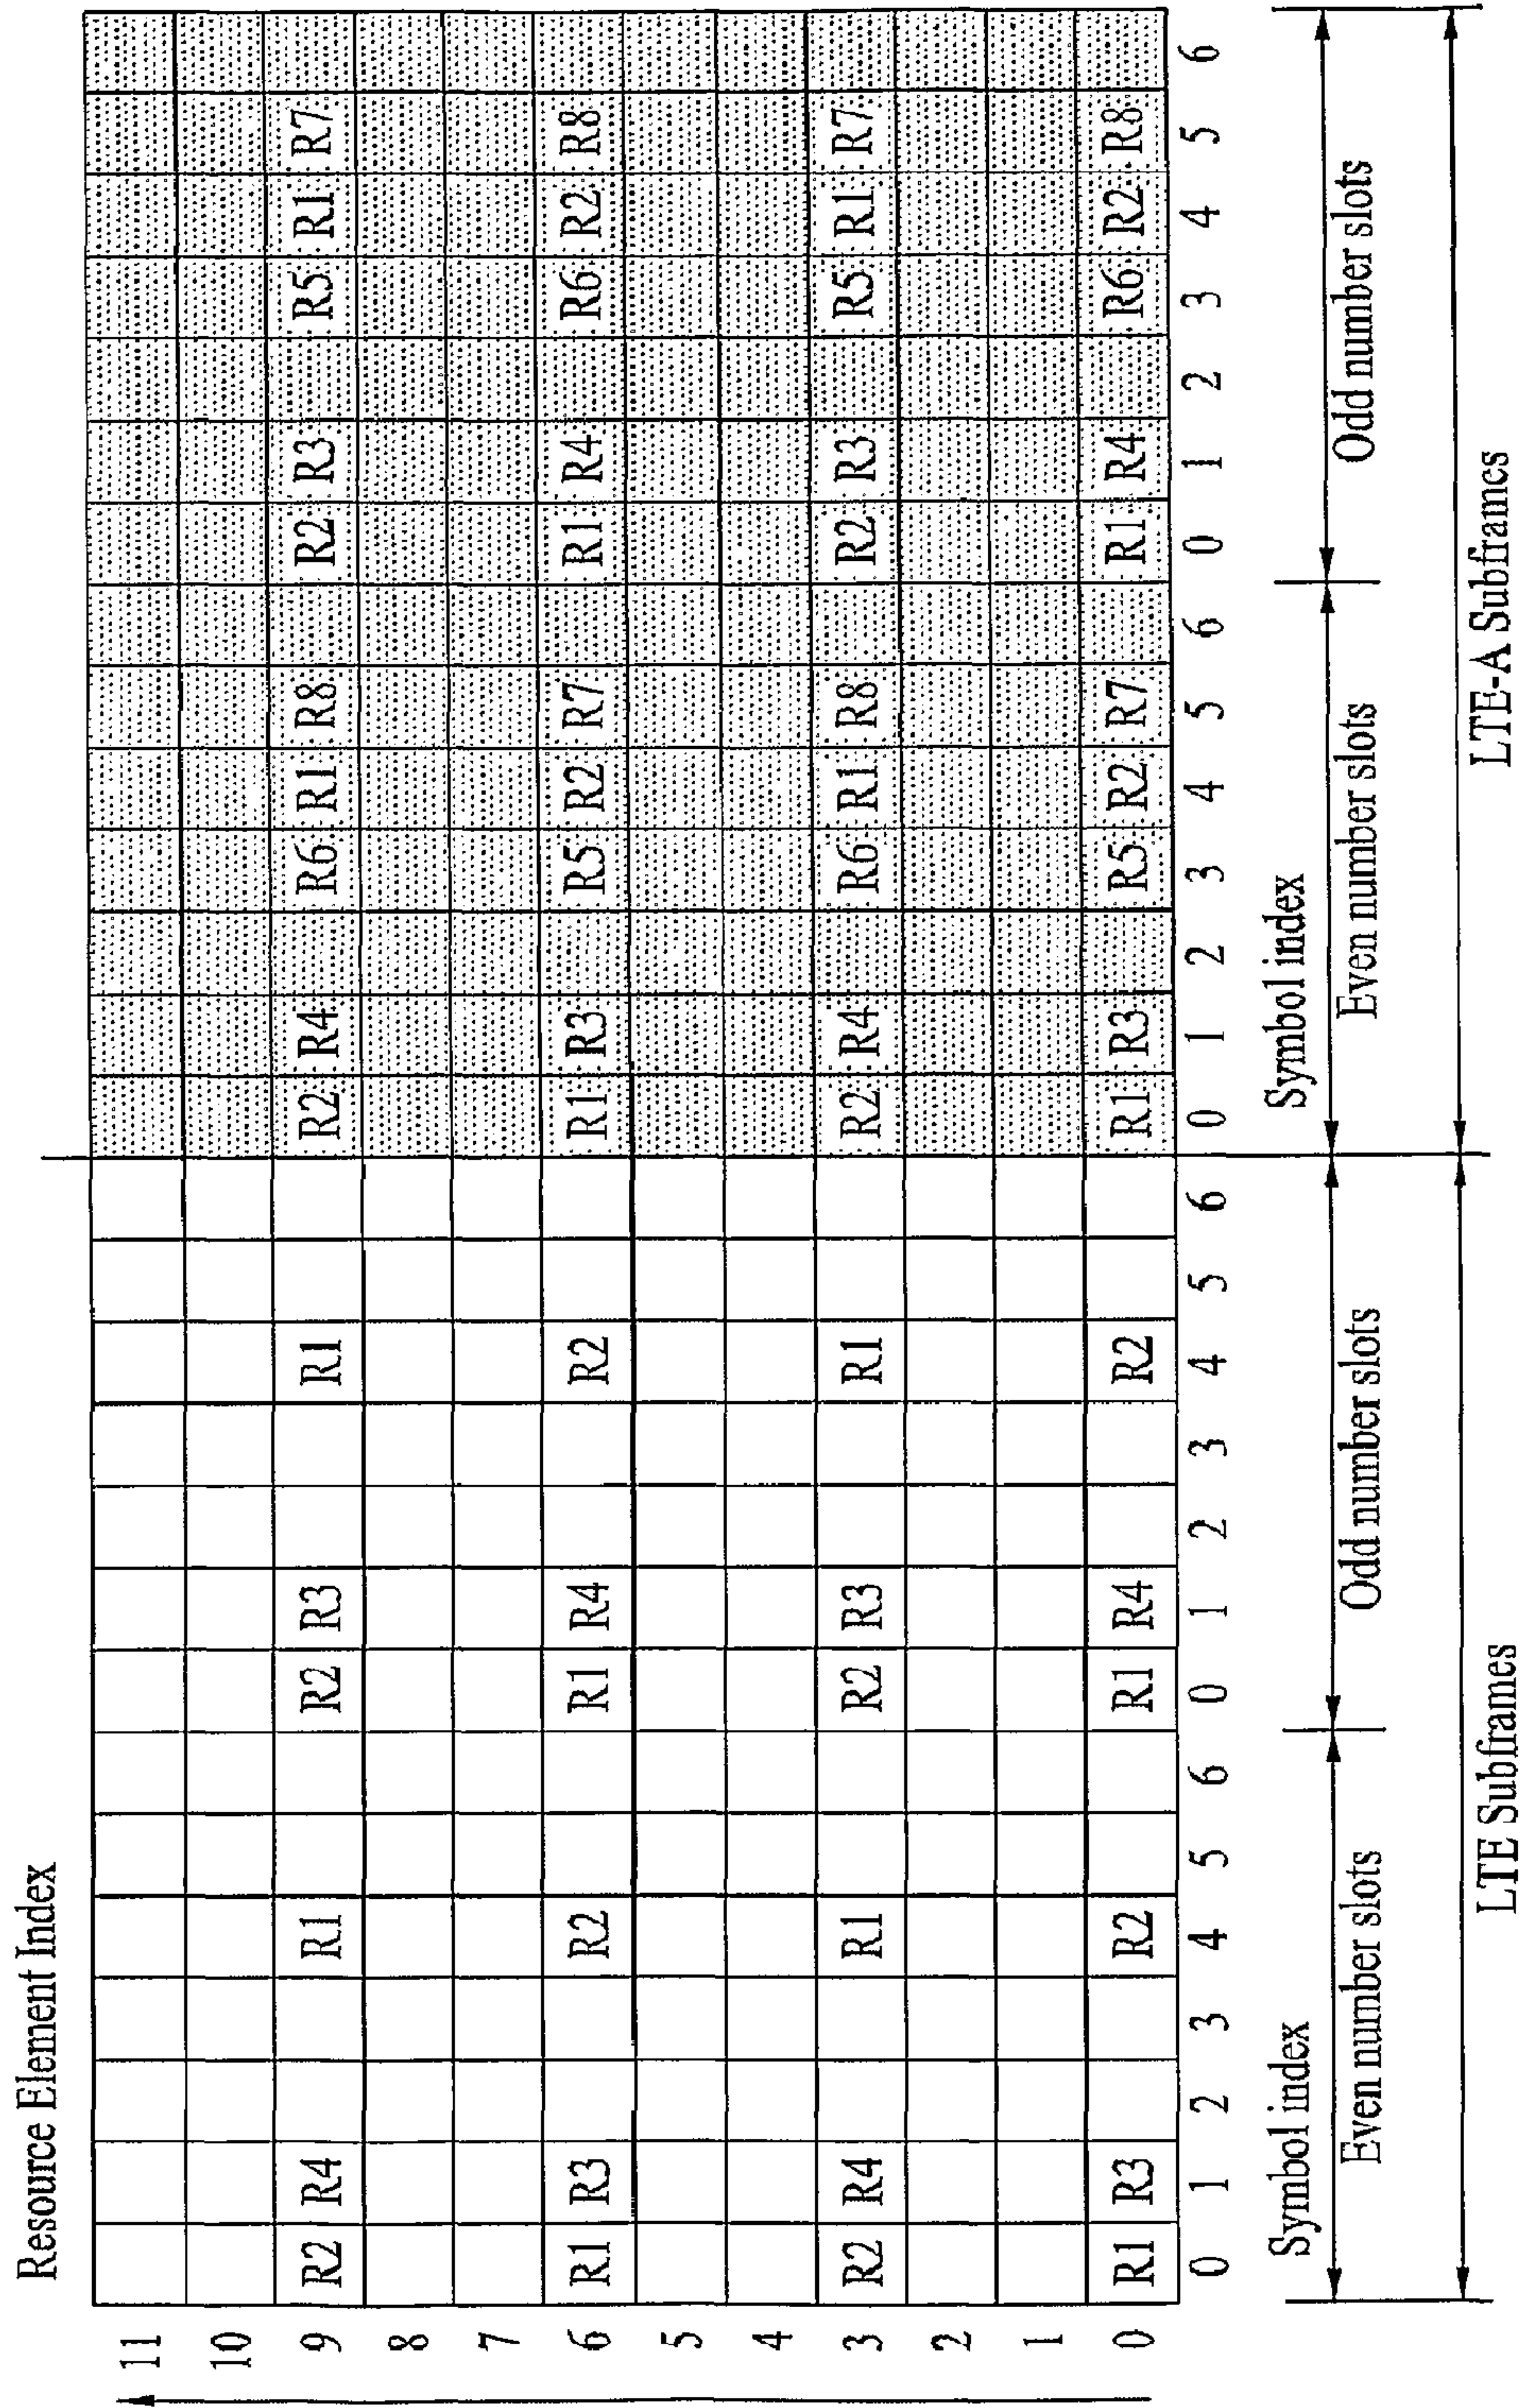 Resource Element Index
11
10
9 R2 R4 R1 R2 R3 R1 R2 R4 R6 R1 R8 R2 R3 R5 R1 R7
8
7
6 R1 R3 R2 R1 R4 R2 R1 R3 R5 R2 R7 R1 R4 R6 R2 R8
5
4
3 R2 R4 R1 R2 R3 R1 R2 R4 R6 R1 R8 R2 R3 R5 R1 R7
2
1
0 R1 R3 R2 R1 R4 R2 R1 R3 R5 R2 R7 R1 R4 R6 R2 R8
0 1 2 3 4 5 6 0 1 2 3 4 5 6 0 1 2 3 4 5 6 0 1 2 3 4 5 6
Symbol index Symbol index
Even number slots Odd number slots Even number slots Odd number slots
LTE Subframes LTE-A Subframes